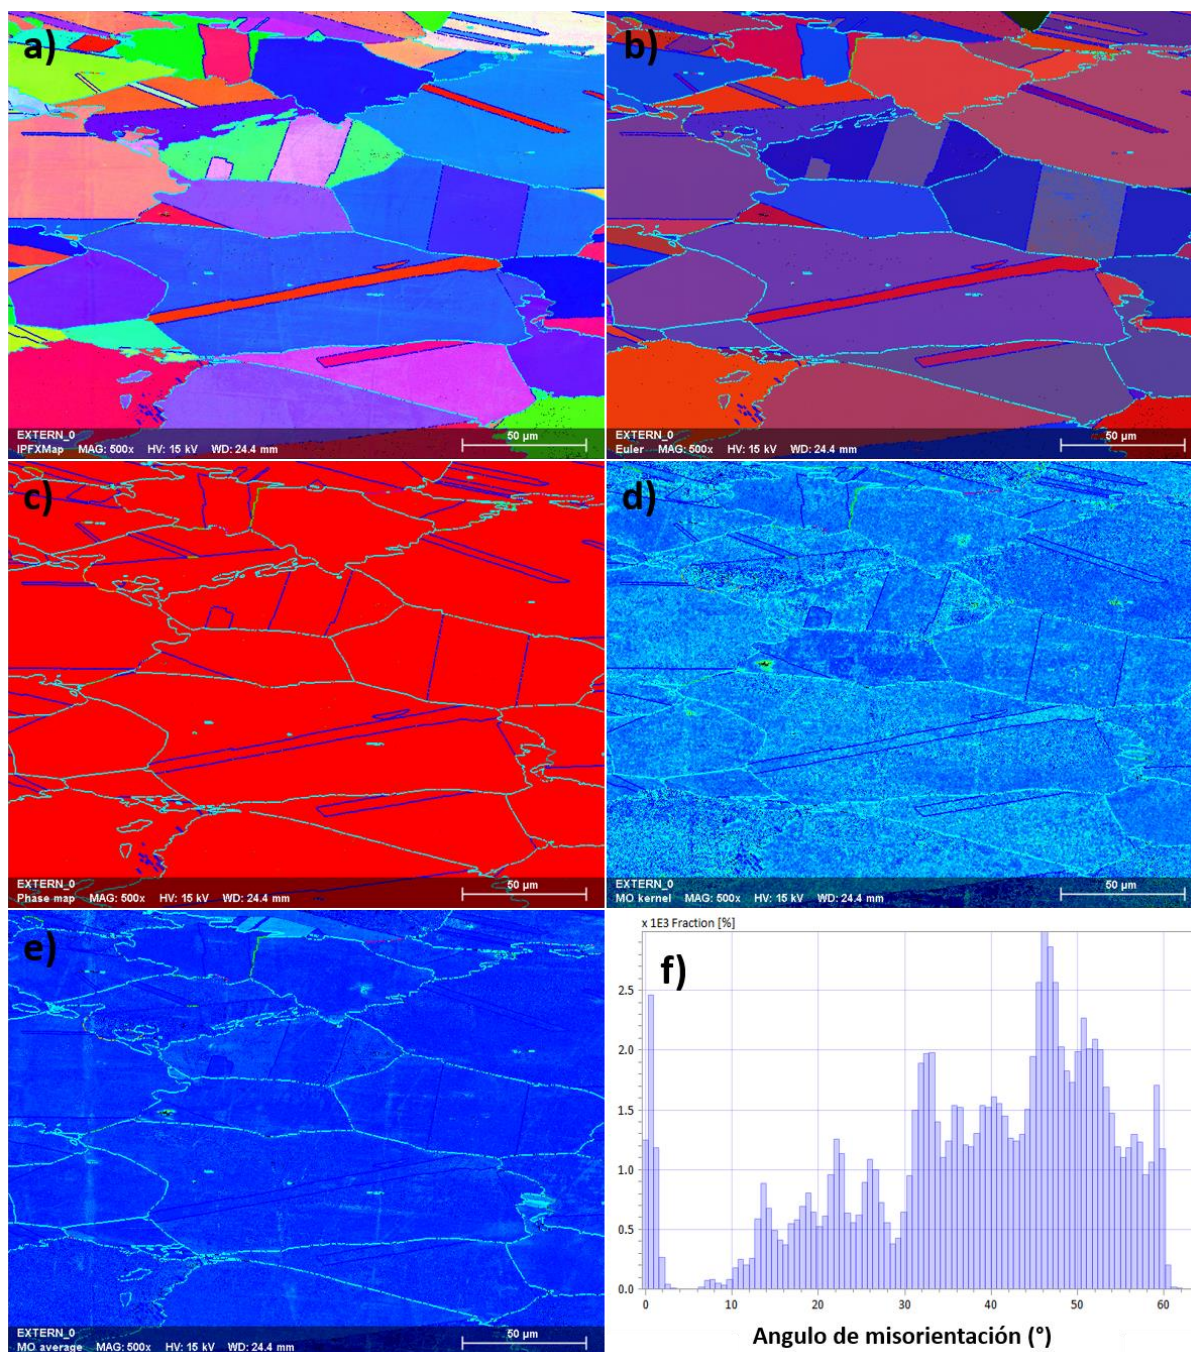 a)
EXTERN_0
IPFXMap MAG: 500x HV: 15 kV WD: 24.4 mm
50 µm
b)
EXTERN_0
Euler MAG: 500x HV: 15 kV WD: 24.4 mm
50 µm
c)
EXTERN_0
Phase map MAG: 500x HV: 15 kV WD: 24.4 mm
50 µm
d)
EXTERN_0
MO kernel MAG: 500x HV: 15 kV WD: 24.4 mm
50 µm
e)
EXTERN_0
MO average MAG: 500x HV: 15 kV WD: 24.4 mm
50 µm
x 1E3 Fraction [%]
f)
2.5
2.0
1.5
1.0
0.5
0.0
0 10 20 30 40 50 60
Angulo de misorientación (°)